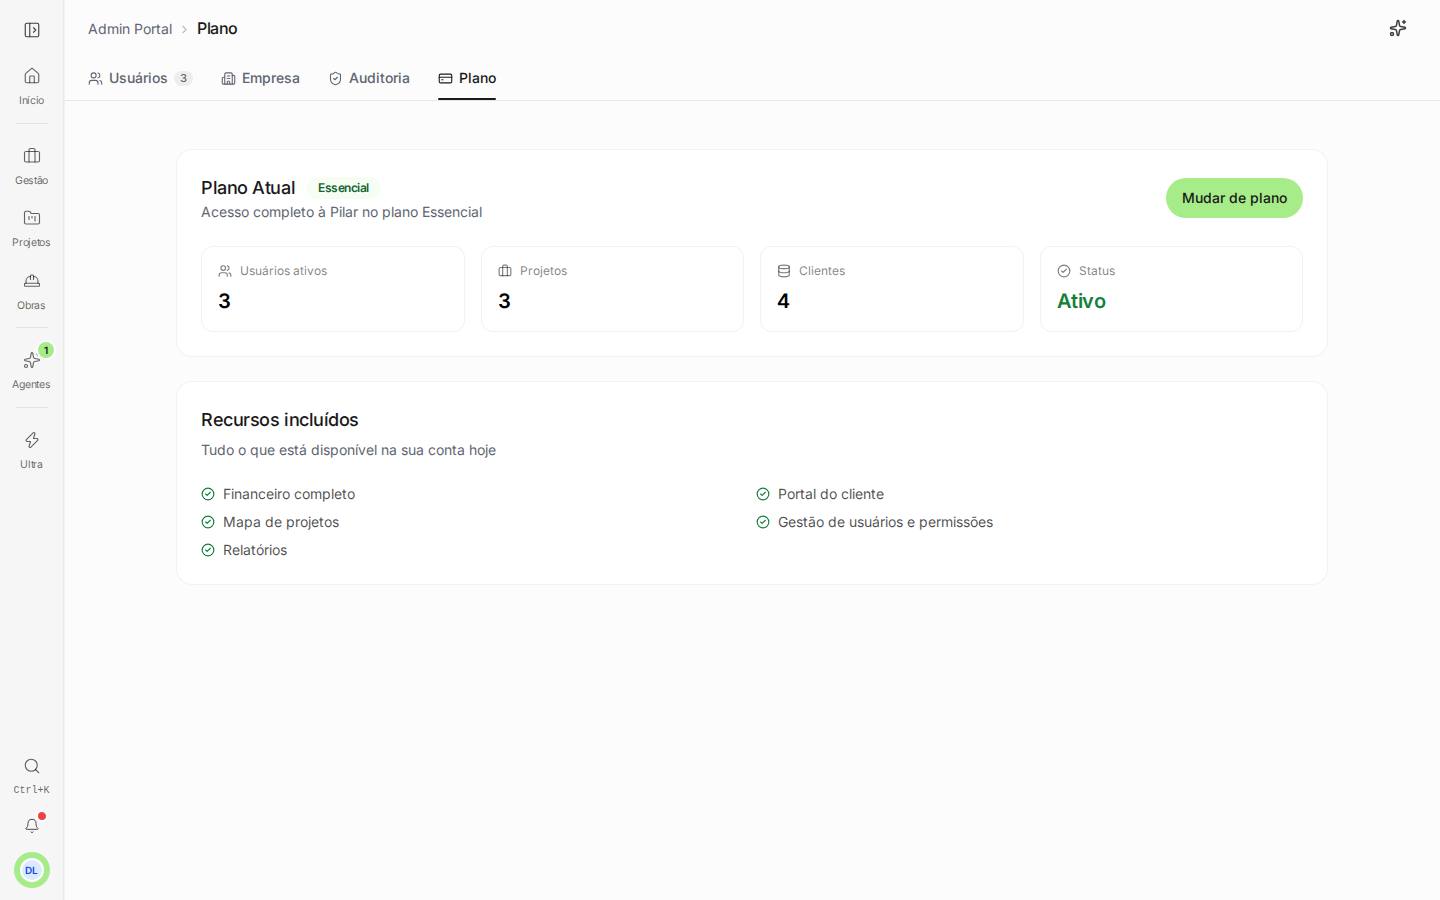 Admin Portal
Plano
Usuários 3
Empresa
Auditoria
Plano
Início
Gestão
Projetos
Obras
1
Agentes
Ultra
Ctrl+K
DL
Plano Atual
Essencial
Acesso completo à Pilar no plano Essencial
Mudar de plano
Usuários ativos
3
Projetos
3
Clientes
4
Status
Ativo
Recursos incluídos
Tudo o que está disponível na sua conta hoje
Financeiro completo
Portal do cliente
Mapa de projetos
Gestão de usuários e permissões
Relatórios